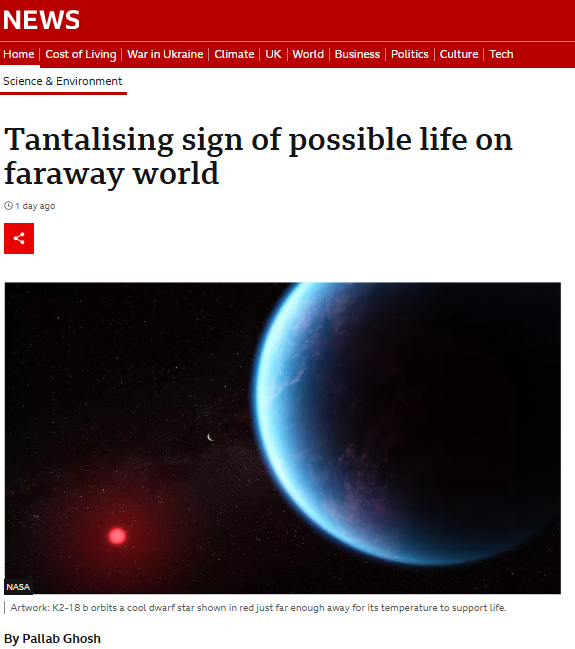 NEWS
Home Cost of Living War in Ukraine Climate UK World Business Politics Culture Tech
Science & Environment
Tantalising sign of possible life on
faraway world
1 day ago
NASA
Artwork: K2-18 b orbits a cool dwarf star shown in red just far enough away for its temperature to support life.
By Pallab Ghosh